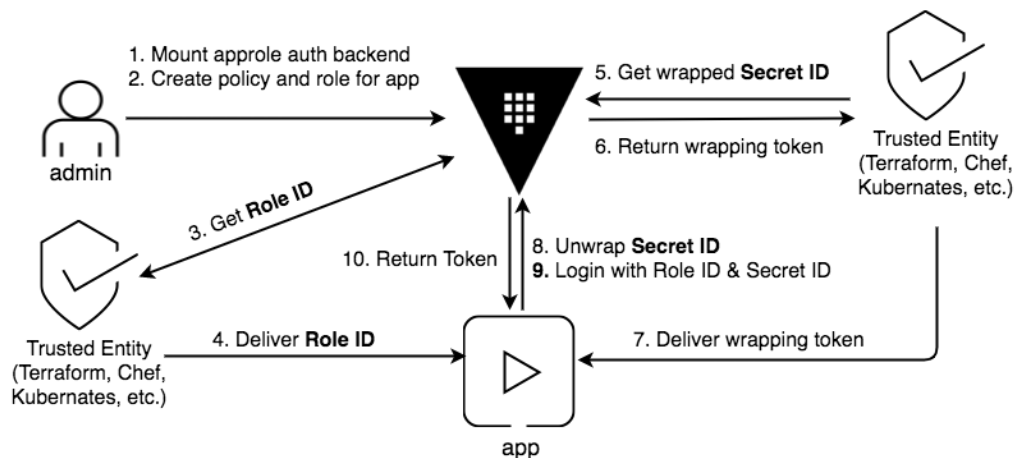 1. Mount approle auth backend
2. Create policy and role for app
admin
5. Get wrapped Secret ID
6. Return wrapping token
Trusted Entity
(Terraform, Chef,
Kubernates, etc.)
3. Get Role ID
10. Return Token
8. Unwrap Secret ID
9. Login with Role ID & Secret ID
Trusted Entity
(Terraform, Chef,
Kubernates, etc.)
4. Deliver Role ID
7. Deliver wrapping token
app